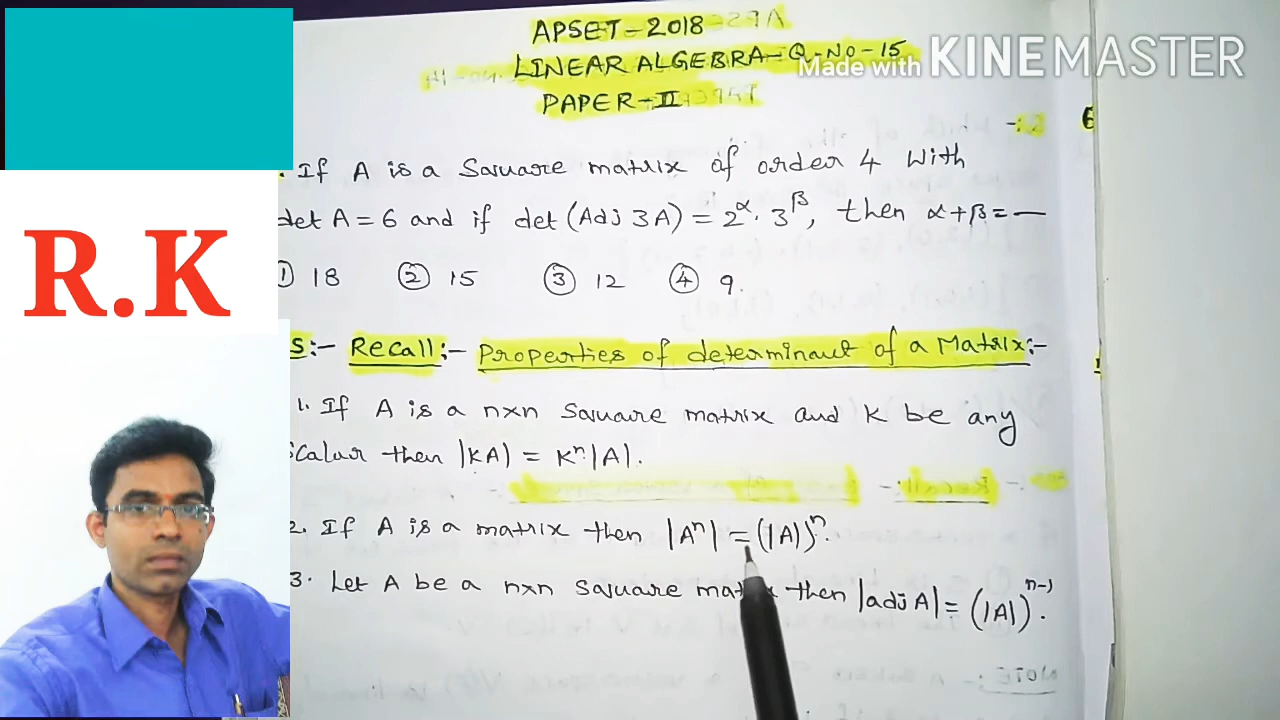 APSET-2018
LINEAR ALGEBRA-Q.NO-15
PAPER-II
Made with KINEMASTER
If A is a Square matrix of order 4 with
det A = 6 and if det (Adj 3A) = 2^α. 3^β, then α+β = —
① 18 ② 15 ③ 12 ④ 9.
R.K
S:- Recall:- Properties of determinant of a Matrix:-
1. If A is a n×n Square matrix and K be any
Scalar then |KA| = K^n.|A|.
2. If A is a matrix then |A^n| = (|A|)^n.
3. Let A be a n×n Square matrix then |adj A| = (|A|)^n-1.
NOTE:-